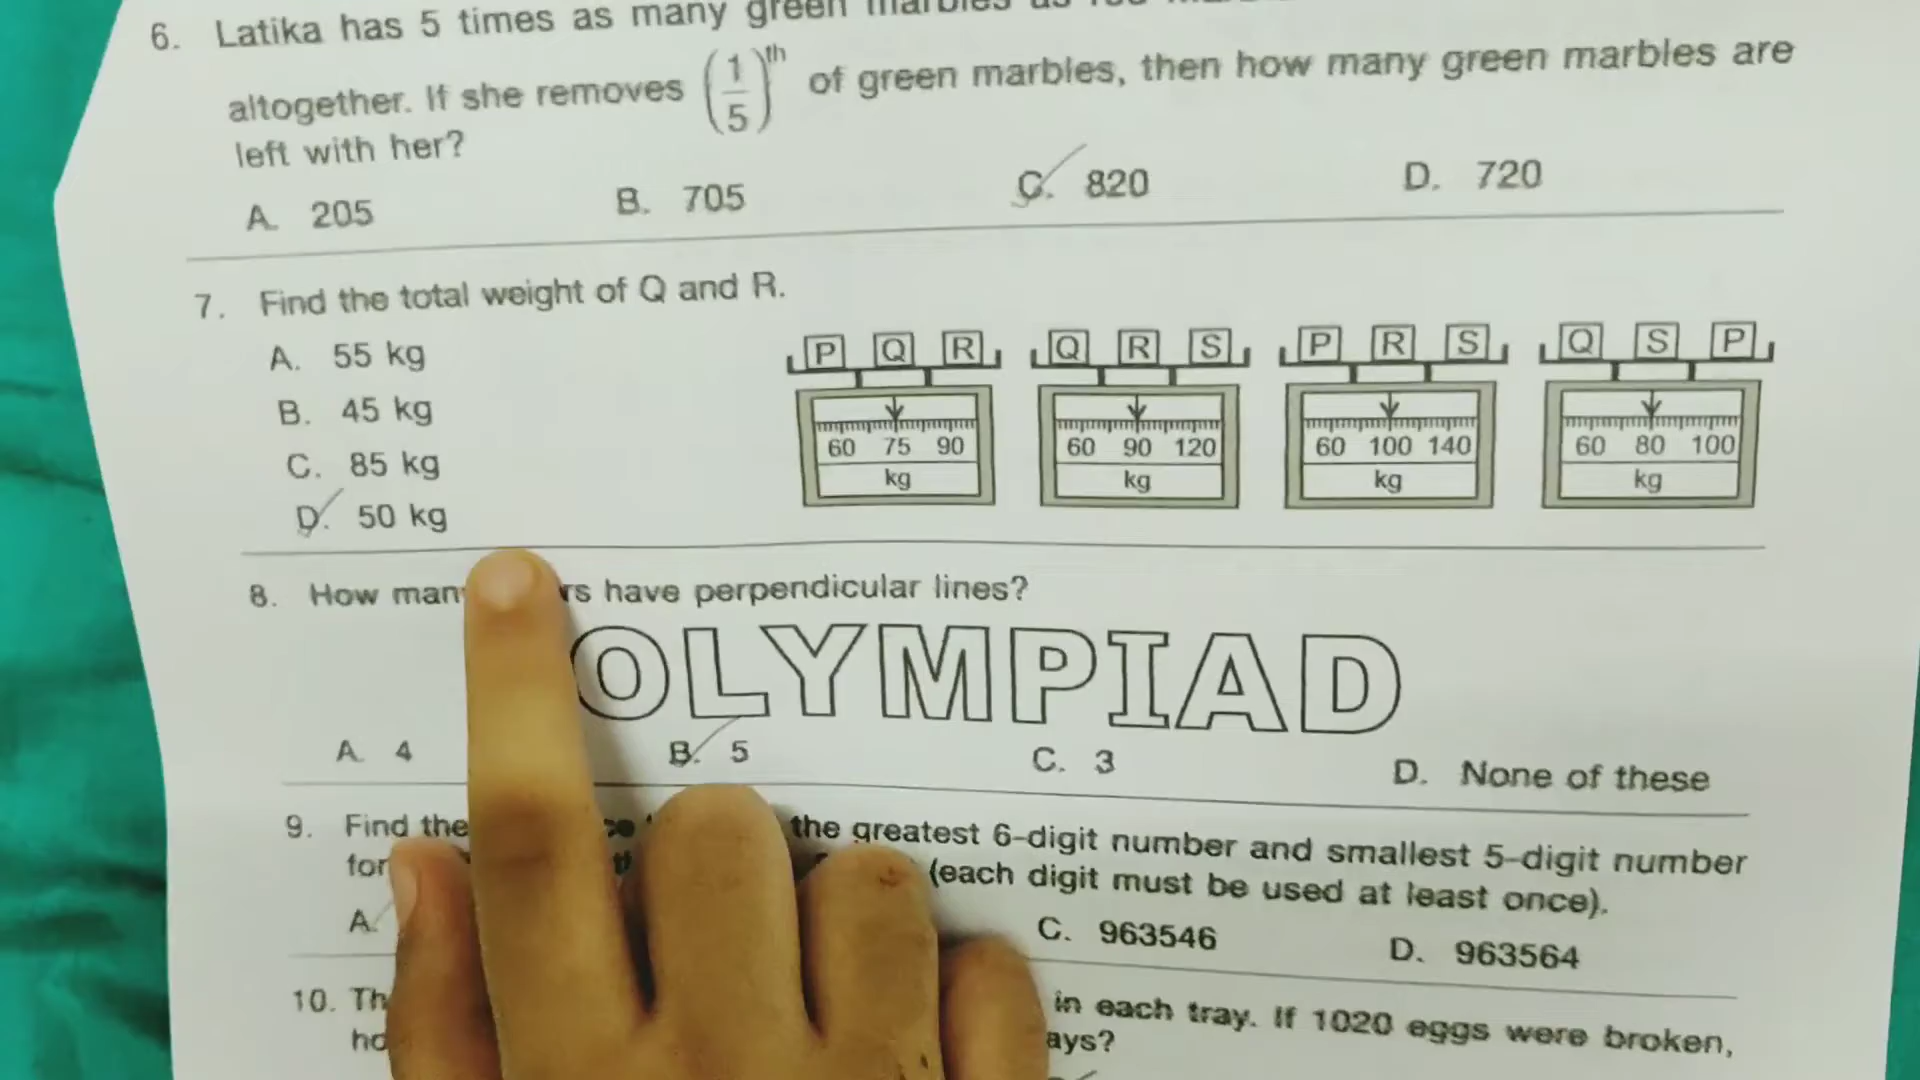 6. Latika has 5 times as many green marbles as
altogether. If she removes (1/5)th of green marbles, then how many green marbles are
left with her?
A. 205 B. 705 C. 820 D. 720
7. Find the total weight of Q and R.
A. 55 kg
B. 45 kg
C. 85 kg
D. 50 kg
P Q R Q R S P R S Q S P
60 75 90 60 90 120 60 100 140 60 80 100
kg kg kg kg
8. How man rs have perpendicular lines?
OLYMPIAD
A. 4 B. 5 C. 3 D. None of these
9. Find the the greatest 6-digit number and smallest 5-digit number
for (each digit must be used at least once).
A. C. 963546 D. 963564
10. Th in each tray. If 1020 eggs were broken,
ho ays?